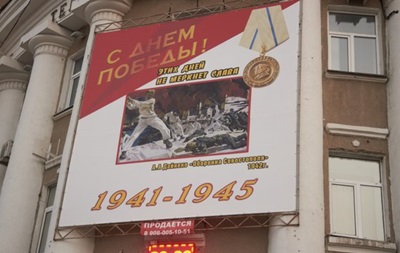 С ДНЕМ
ПОБЕДЫ!
ЭТИХ ДНЕЙ
НЕ МЕРКНЕТ СЛАВА
А.А Дейнека «Оборона Севастополя»
1942г.
1941-1945
ПРОДАЕТСЯ